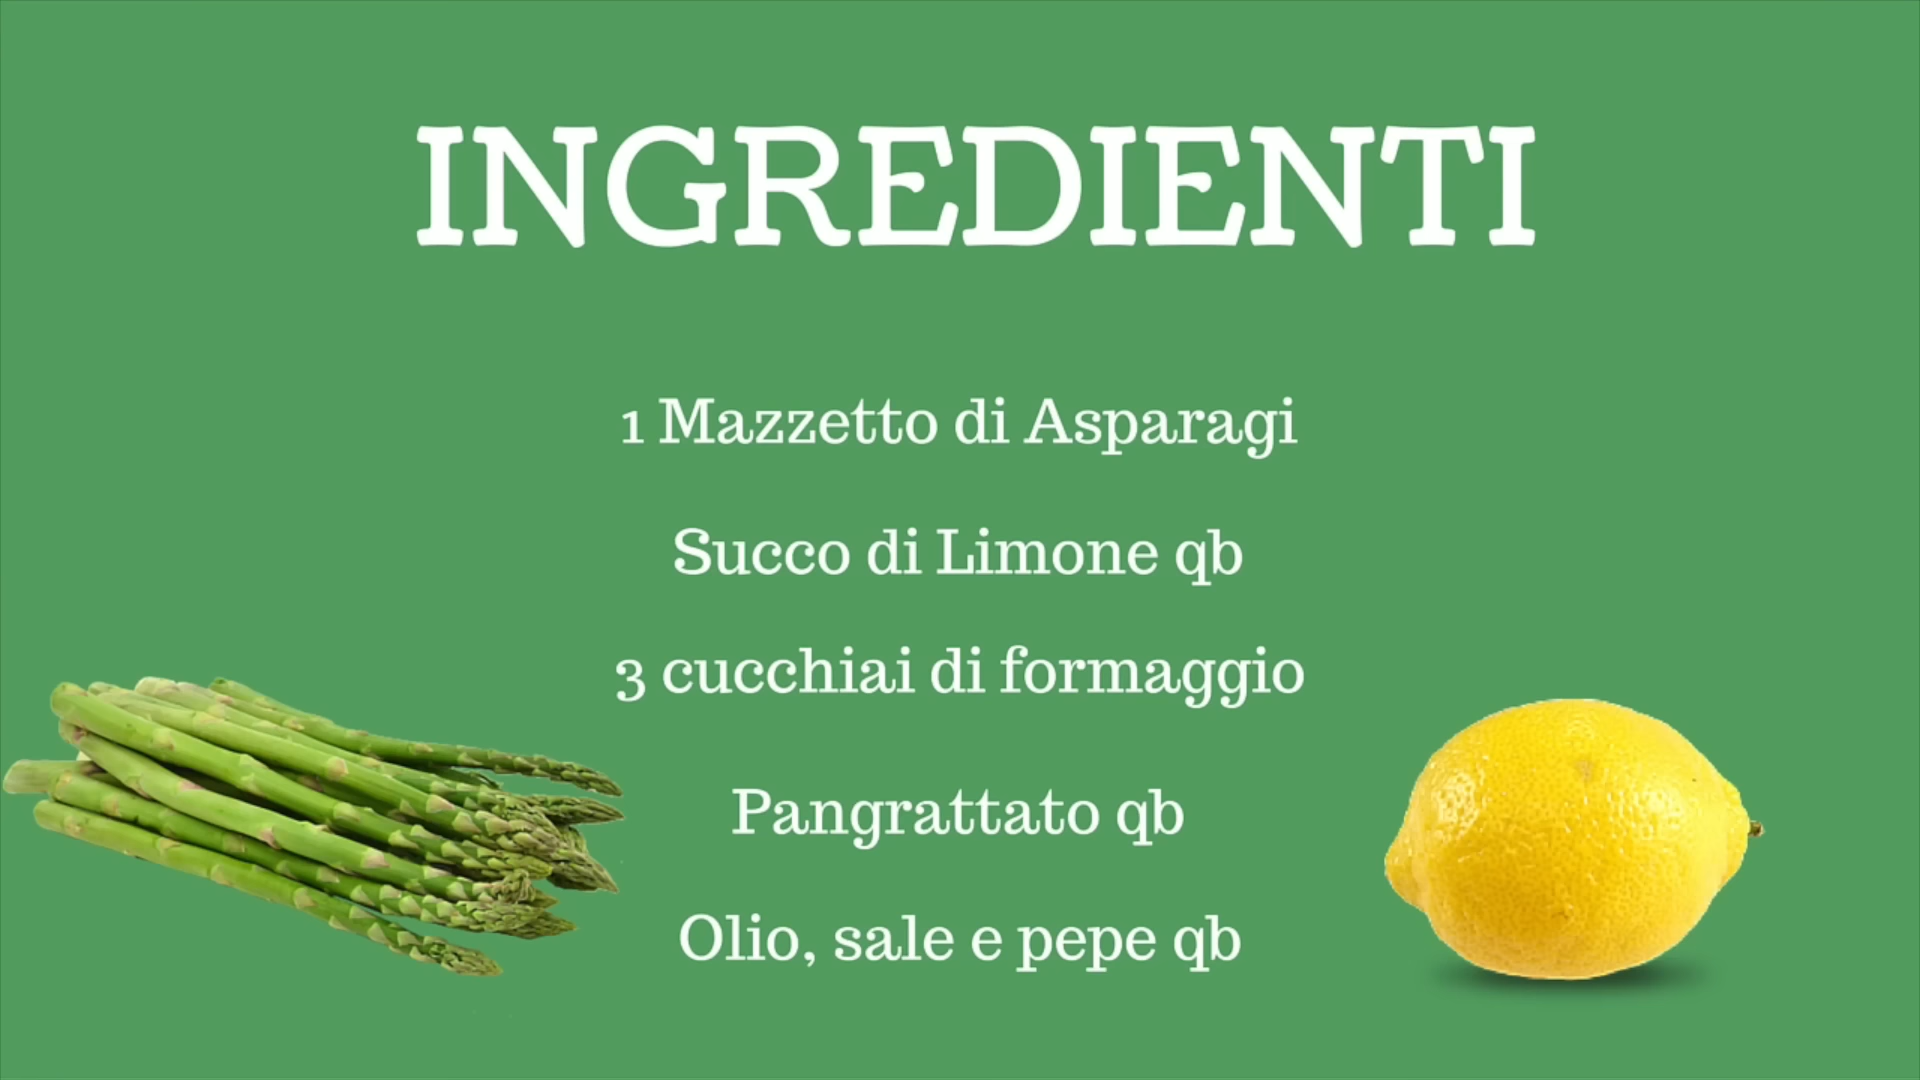 INGREDIENTI
1 Mazzetto di Asparagi
Succo di Limone qb
3 cucchiai di formaggio
Pangrattato qb
Olio, sale e pepe qb